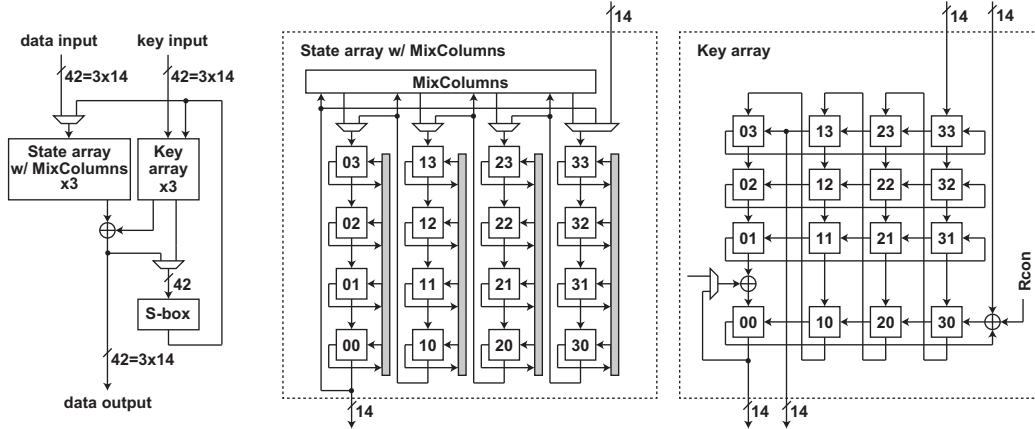 data input
key input
42=3x14
42=3x14
State array
w/ MixColumns
x3
Key
array
x3
42
S-box
42=3x14
data output
14
State array w/ MixColumns
MixColumns
03 13 23 33
02 12 22 32
01 11 21 31
00 10 20 30
14
14
14
Key array
03 13 23 33
02 12 22 32
01 11 21 31
Rcon
00 10 20 30
14
14